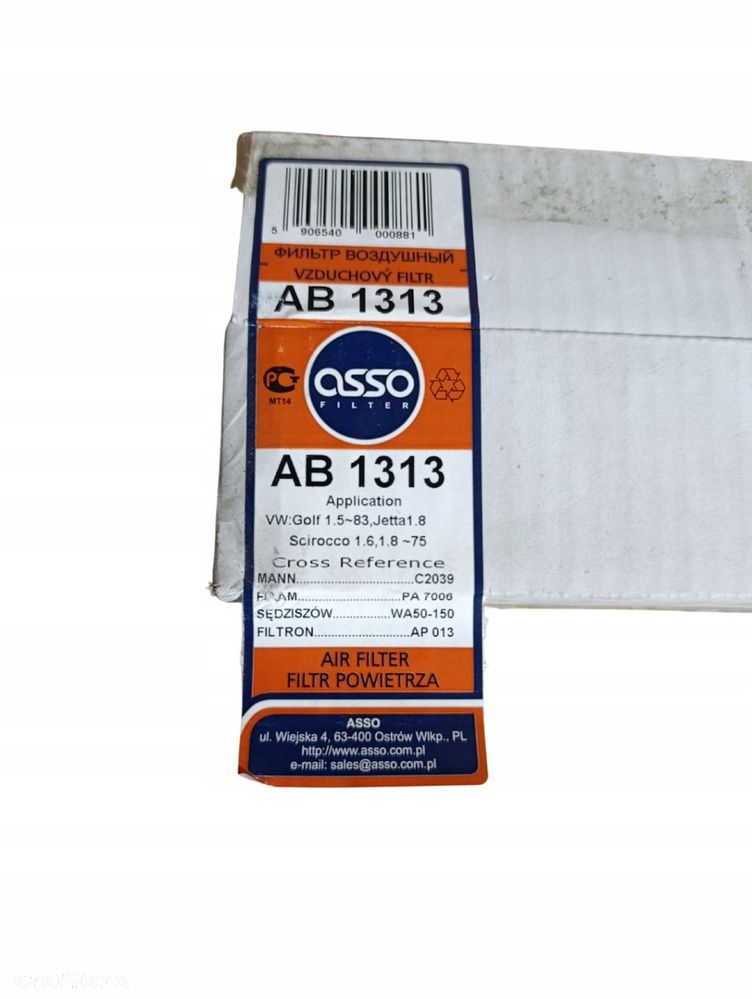 5 906540 000881
ФИЛЬТР ВОЗДУШНЫЙ
VZDUCHOVÝ FILTR
AB 1313
PCT
MT14
asso
FILTER
AB 1313
Application
VW:Golf 1.5~83,Jetta1.8
Scirocco 1.6,1.8 ~75
Cross Reference
MANN..............................C2039
PA 7006
SĘDZISZÓW...............WA50-150
FILTRON.........................AP 013
AIR FILTER
FILTR POWIETRZA
ASSO
ul. Wiejska 4, 63-400 Ostrów Wlkp., PL
http://www.asso.com.pl
e-mail: sales@asso.com.pl